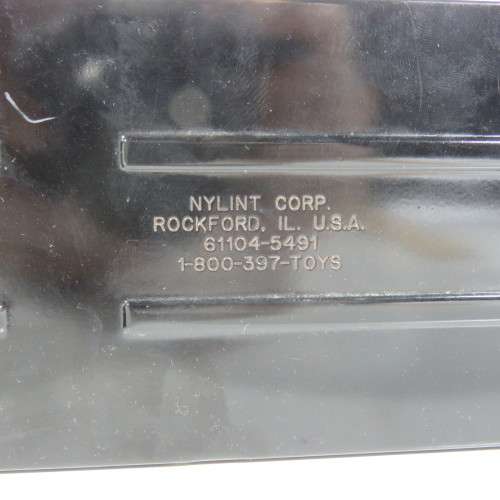 NYLINT CORP.
ROCKFORD, IL. U.S.A.
61104-5491
1-800-397-TOYS